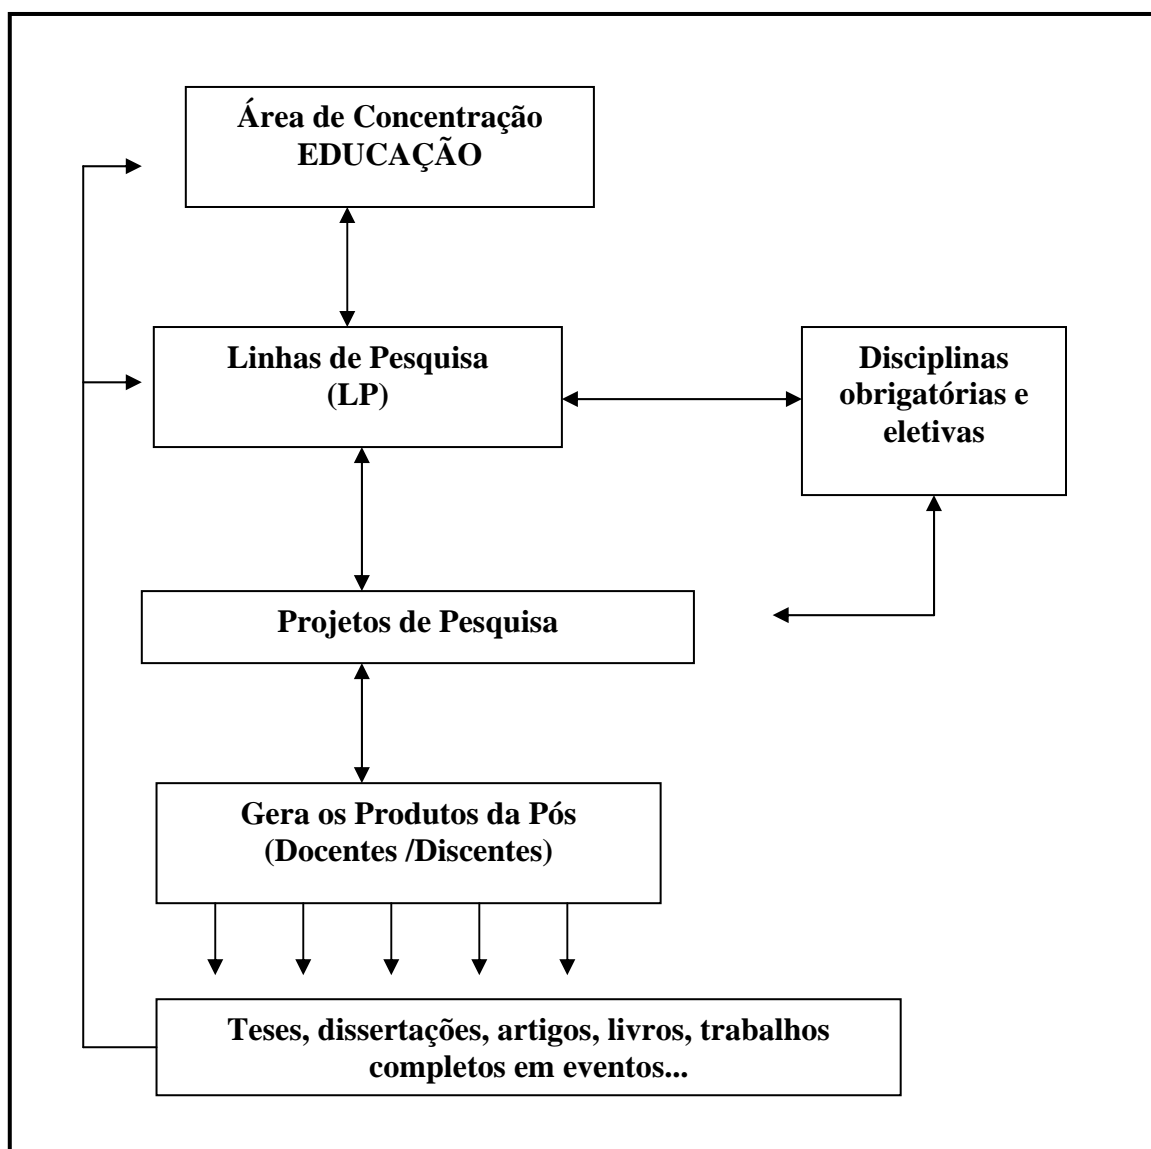 Área de Concentração
EDUCAÇÃO
Linhas de Pesquisa
(LP)
Disciplinas
obrigatórias e
eletivas
Projetos de Pesquisa
Gera os Produtos da Pós
(Docentes /Discentes)
Teses, dissertações, artigos, livros, trabalhos
completos em eventos...